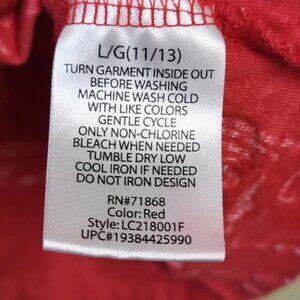 L/G(11/13)
TURN GARMENT INSIDE OUT
BEFORE WASHING
MACHINE WASH COLD
WITH LIKE COLORS
GENTLE CYCLE
ONLY NON-CHLORINE
BLEACH WHEN NEEDED
TUMBLE DRY LOW
COOL IRON IF NEEDED
DO NOT IRON DESIGN
RN#71868
Color: Red
Style: LC218001F
UPC#19384425990